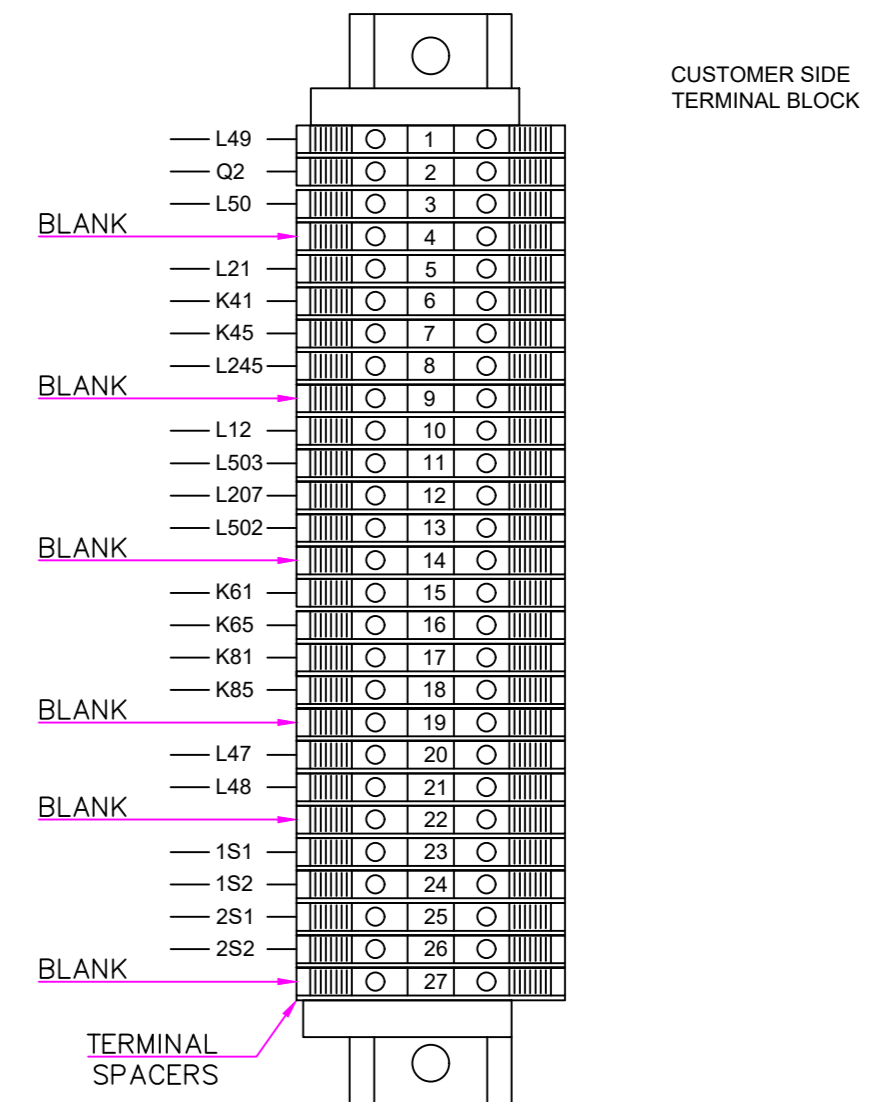 CUSTOMER SIDE
TERMINAL BLOCK
L49 1
Q2 2
L50 3
BLANK 4
L21 5
K41 6
K45 7
L245 8
BLANK 9
L12 10
L503 11
L207 12
L502 13
BLANK 14
K61 15
K65 16
K81 17
K85 18
BLANK 19
L47 20
L48 21
BLANK 22
1S1 23
1S2 24
2S1 25
2S2 26
BLANK 27
TERMINAL
SPACERS